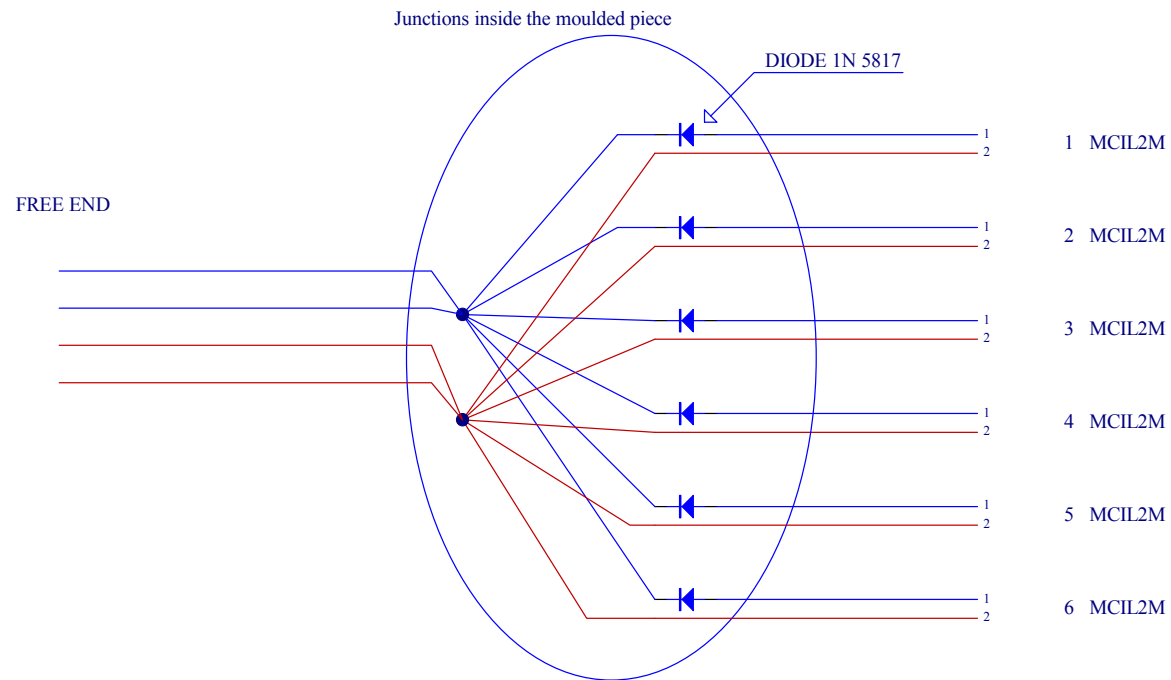 Junctions inside the moulded piece
DIODE 1N 5817
1
2
1 MCIL2M
FREE END
1
2
2 MCIL2M
1
2
3 MCIL2M
1
2
4 MCIL2M
1
2
5 MCIL2M
1
2
6 MCIL2M